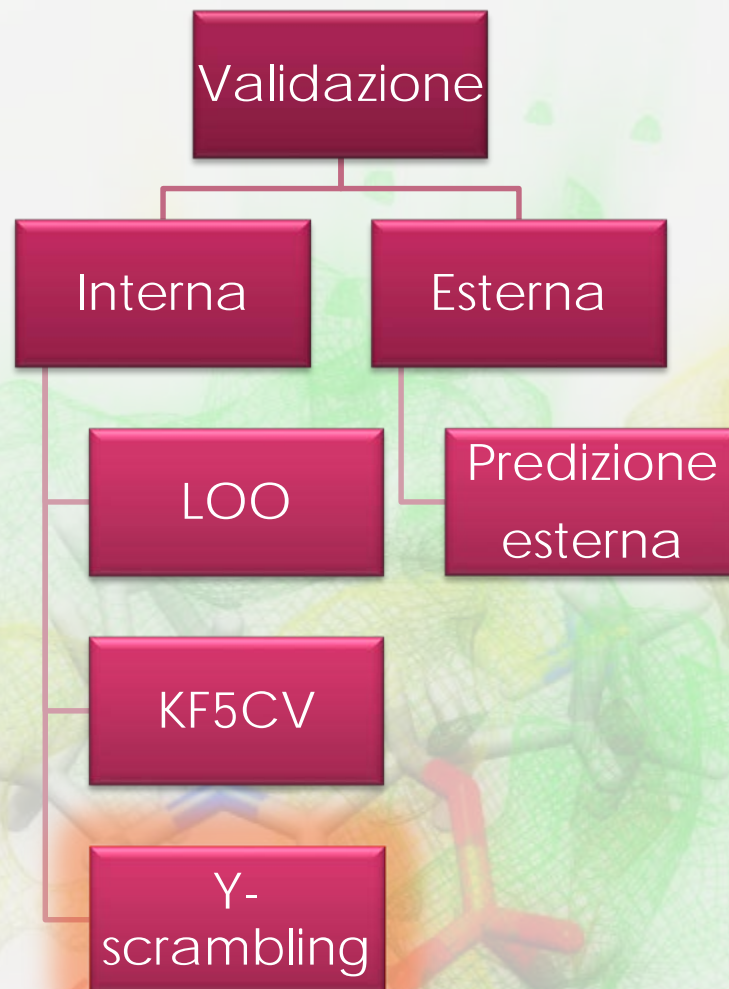 Validazione
Interna
Esterna
LOO
Predizione
esterna
KF5CV
Y-
scrambling